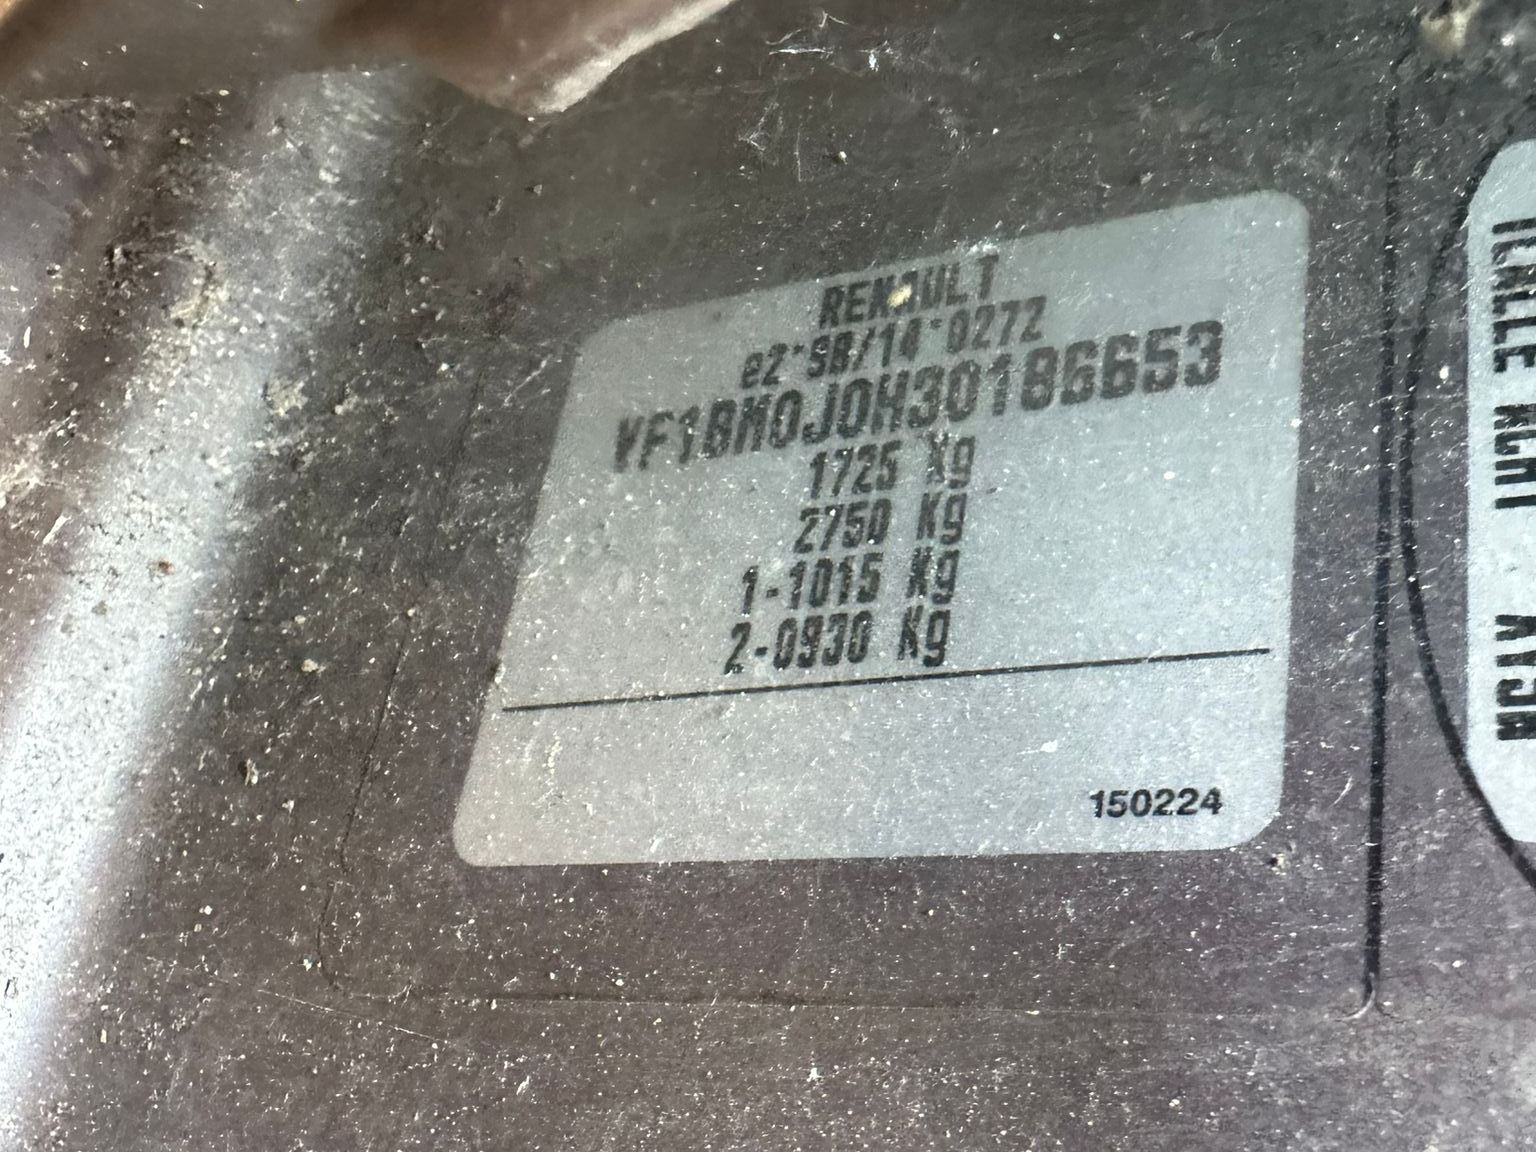 RENAULT
e2*98/14*0272
VF1BM0J0H30186653
1725 Kg
2750 Kg
1-1015 Kg
2-0930 Kg
150224